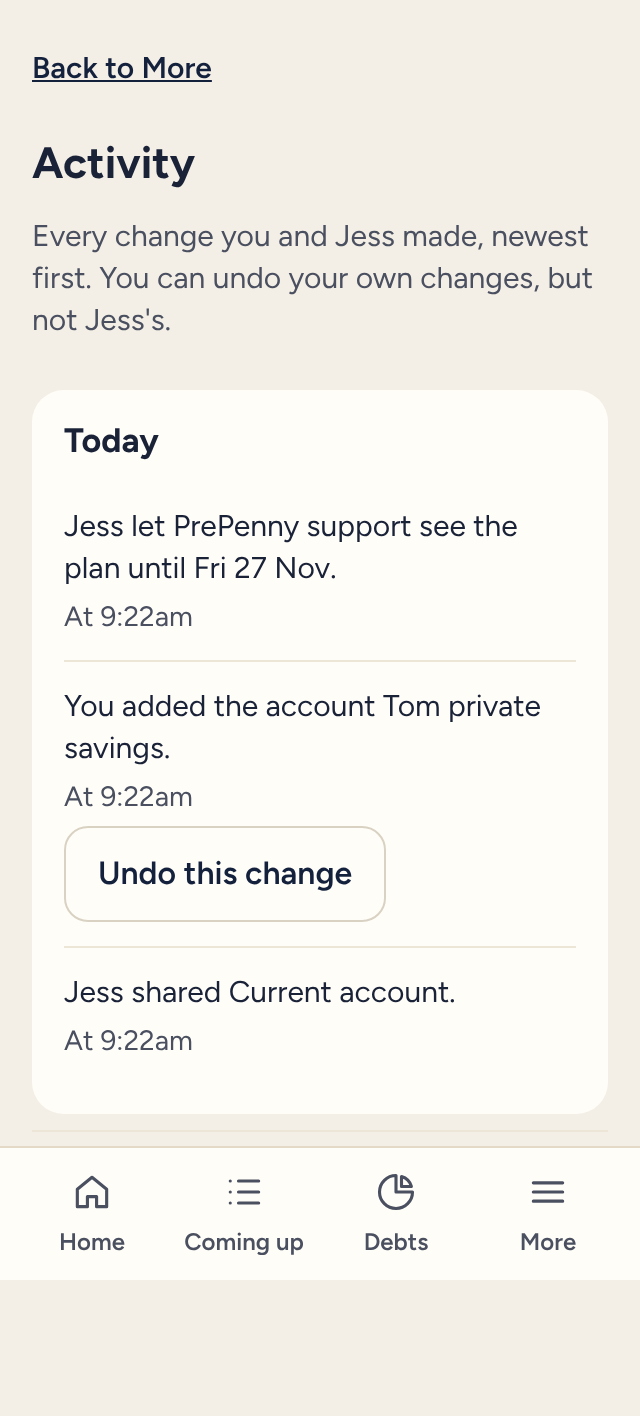 Back to More
Activity
Every change you and Jess made, newest
first. You can undo your own changes, but
not Jess's.
Today
Jess let PrePenny support see the
plan until Fri 27 Nov.
At 9:22am
You added the account Tom private
savings.
At 9:22am
Undo this change
Jess shared Current account.
At 9:22am
Home
Coming up
Debts
More